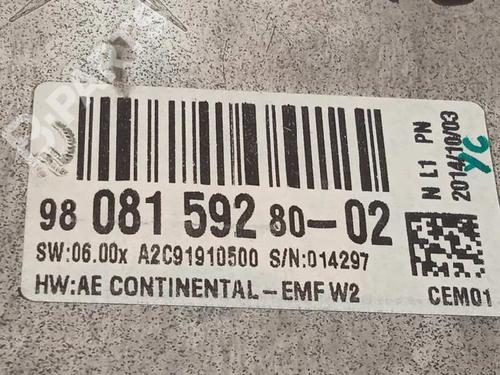 98 081 592 80-02
SW:06.00x A2C91910500 S/N:014297
HW:AE CONTINENTAL-EMF W2
CEM01
N L1 PN
2014/10/03
B-PARTS